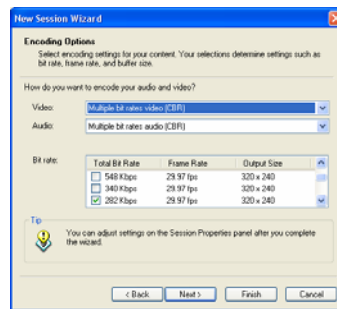 New Session Wizard
Encoding Options
Select encoding settings for your content. Your selections determine settings such as
bit rate, frame rate, and buffer size.
How do you want to encode your audio and video?
Video: Multiple bit rates video (CBR)
Audio: Multiple bit rates audio (CBR)
Bit rate: Total Bit Rate Frame Rate Output Size
548 Kbps 29.97 fps 320 x 240
340 Kbps 29.97 fps 320 x 240
282 Kbps 29.97 fps 320 x 240
Tip
You can adjust settings on the Session Properties panel after you complete
the wizard.
< Back Next > Finish Cancel